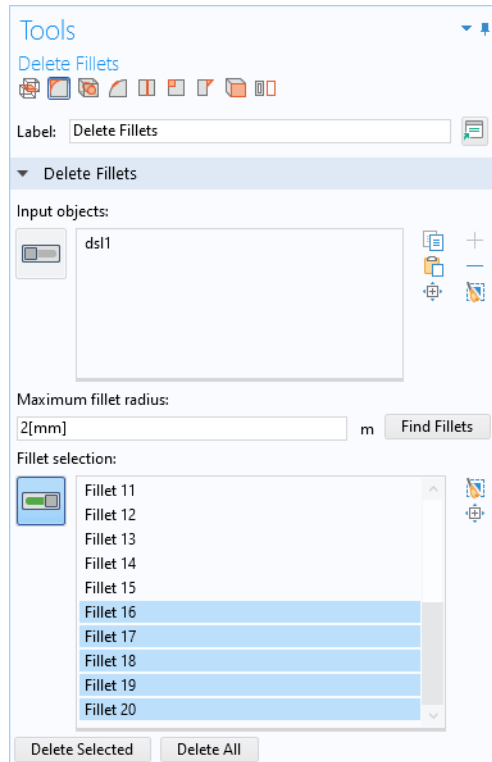 Tools
Delete Fillets
Label: Delete Fillets
Delete Fillets
Input objects:
dsl1
Maximum fillet radius:
2[mm] m Find Fillets
Fillet selection:
Fillet 11
Fillet 12
Fillet 13
Fillet 14
Fillet 15
Fillet 16
Fillet 17
Fillet 18
Fillet 19
Fillet 20
Delete Selected Delete All